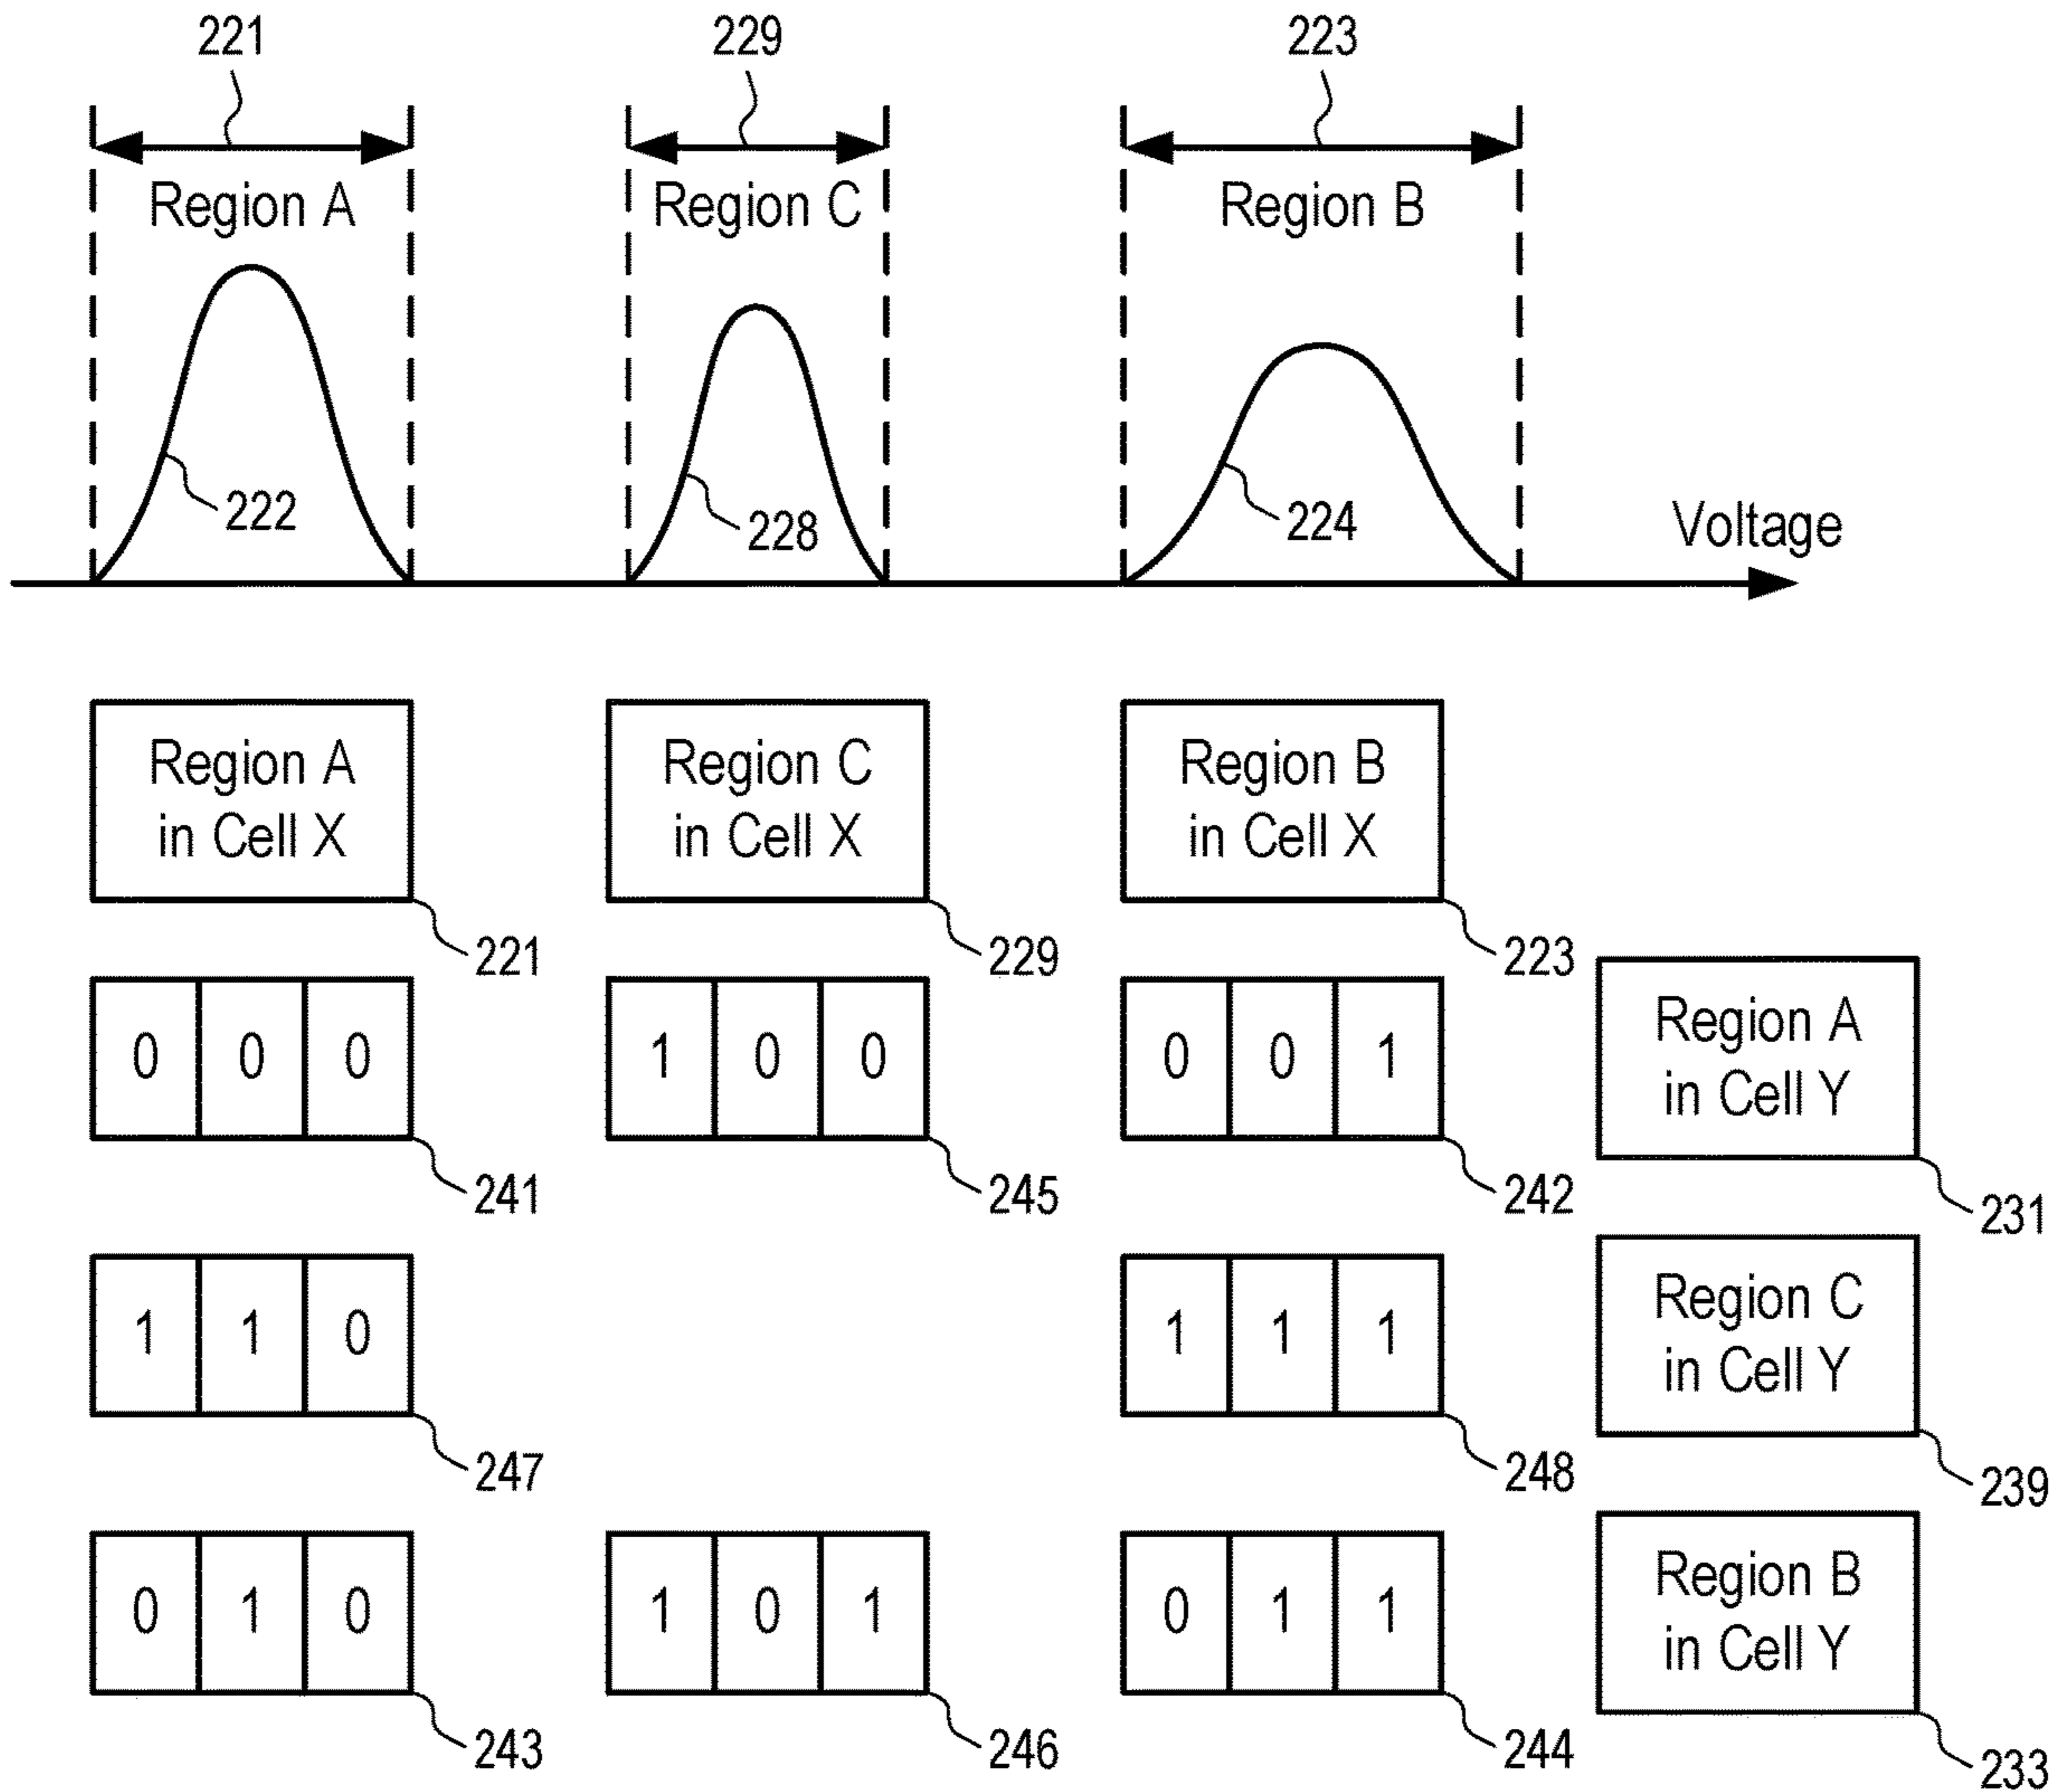 221 229 223
Region A Region C Region B
222 228 224
Voltage
Region A Region C Region B
in Cell X in Cell X in Cell X
221 229 223
0 0 0 1 0 0 0 0 1
Region A
in Cell Y
241 245 242 231
1 1 0 1 1 1
Region C
in Cell Y
247 248 239
0 1 0 1 0 1 0 1 1
Region B
in Cell Y
243 246 244 233